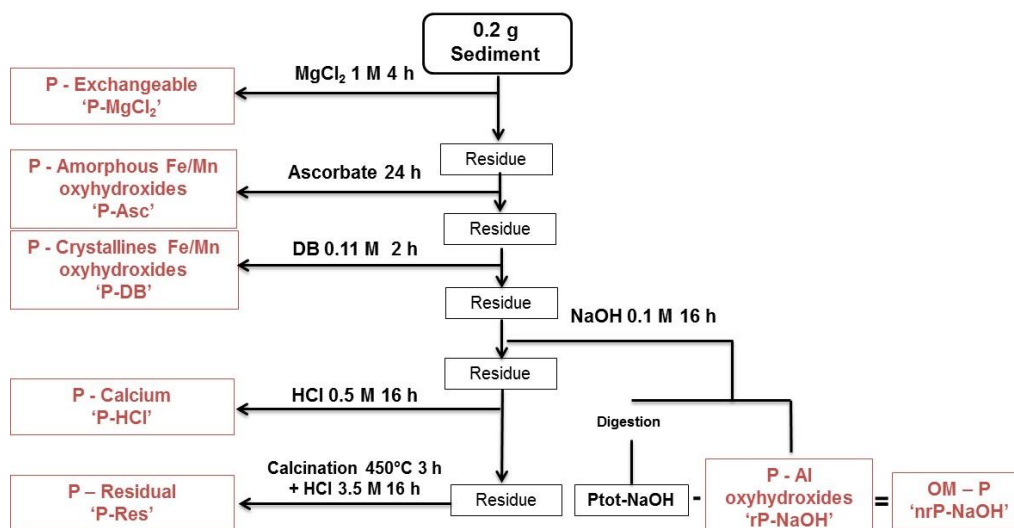 0.2 g
Sediment
MgCl₂ 1 M 4 h
P - Excheangeable
‘P-MgCl₂’
Residue
Ascorbate 24 h
P - Amorphous Fe/Mn
oxyhydroxides
‘P-Asc’
Residue
DB 0.11 M 2 h
P - Crystallines Fe/Mn
oxyhydroxides
‘P-DB’
Residue
NaOH 0.1 M 16 h
Residue
HCl 0.5 M 16 h
P - Calcium
‘P-HCl’
Digestion
Calcination 450°C 3 h
+ HCl 3.5 M 16 h
P – Residual
‘P-Res’
Residue
Ptot-NaOH
-
P - Al
oxyhydroxides
‘rP-NaOH’
=
OM – P
‘nrP-NaOH’